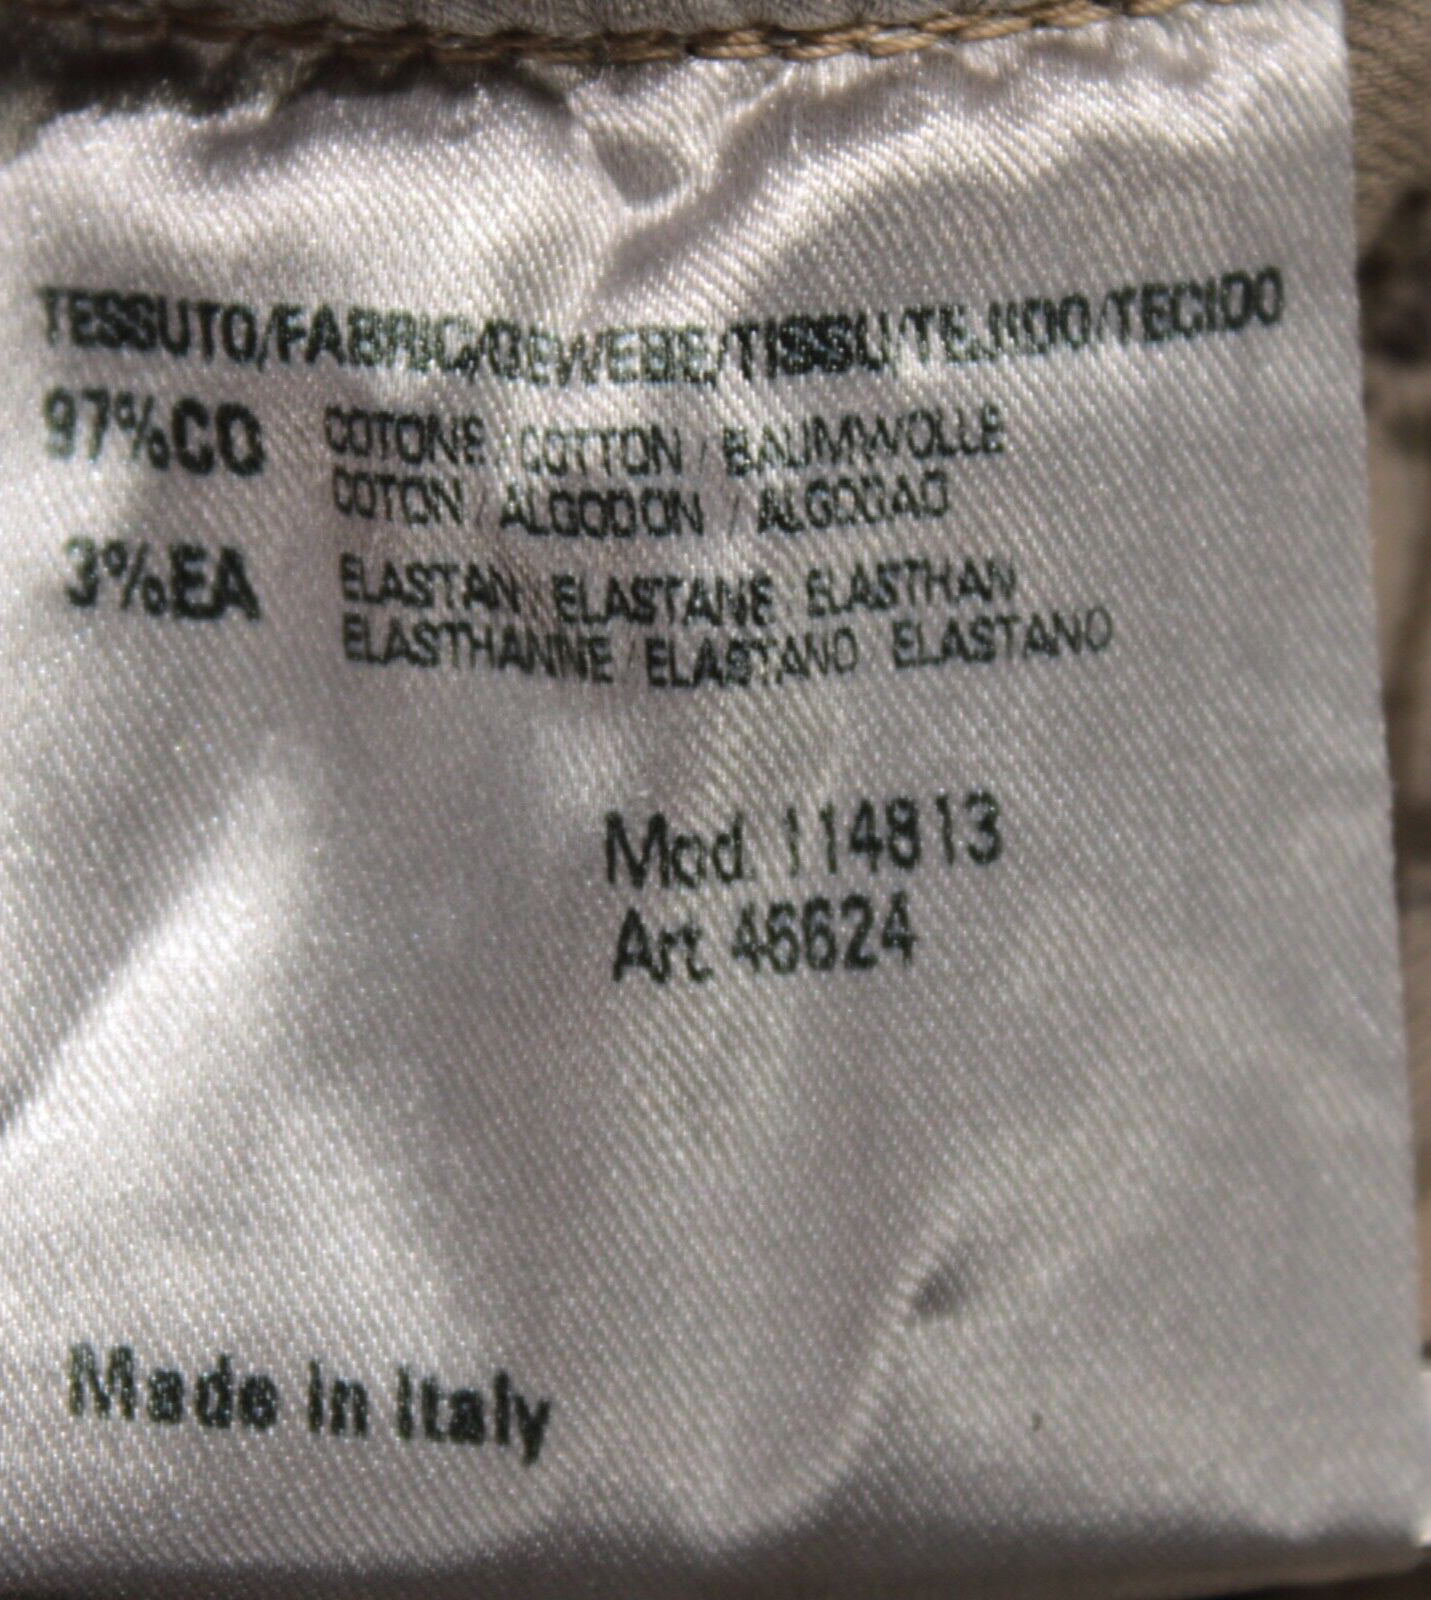 TESSUTO/FABRIC/GEWEBE/TISSU/TEJIDO/TECIDO
97%CO COTONE / COTTON / BAUMWOLLE
COTON / ALGODON / ALGODAO
3%EA ELASTAN / ELASTANE / ELASTHAN
ELASTHANNE / ELASTANO / ELASTANO
Mod. 114813
Art. 46624
Made in Italy